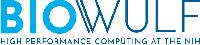 BIOWULF
HIGH PERFORMANCE COMPUTING AT THE NIH